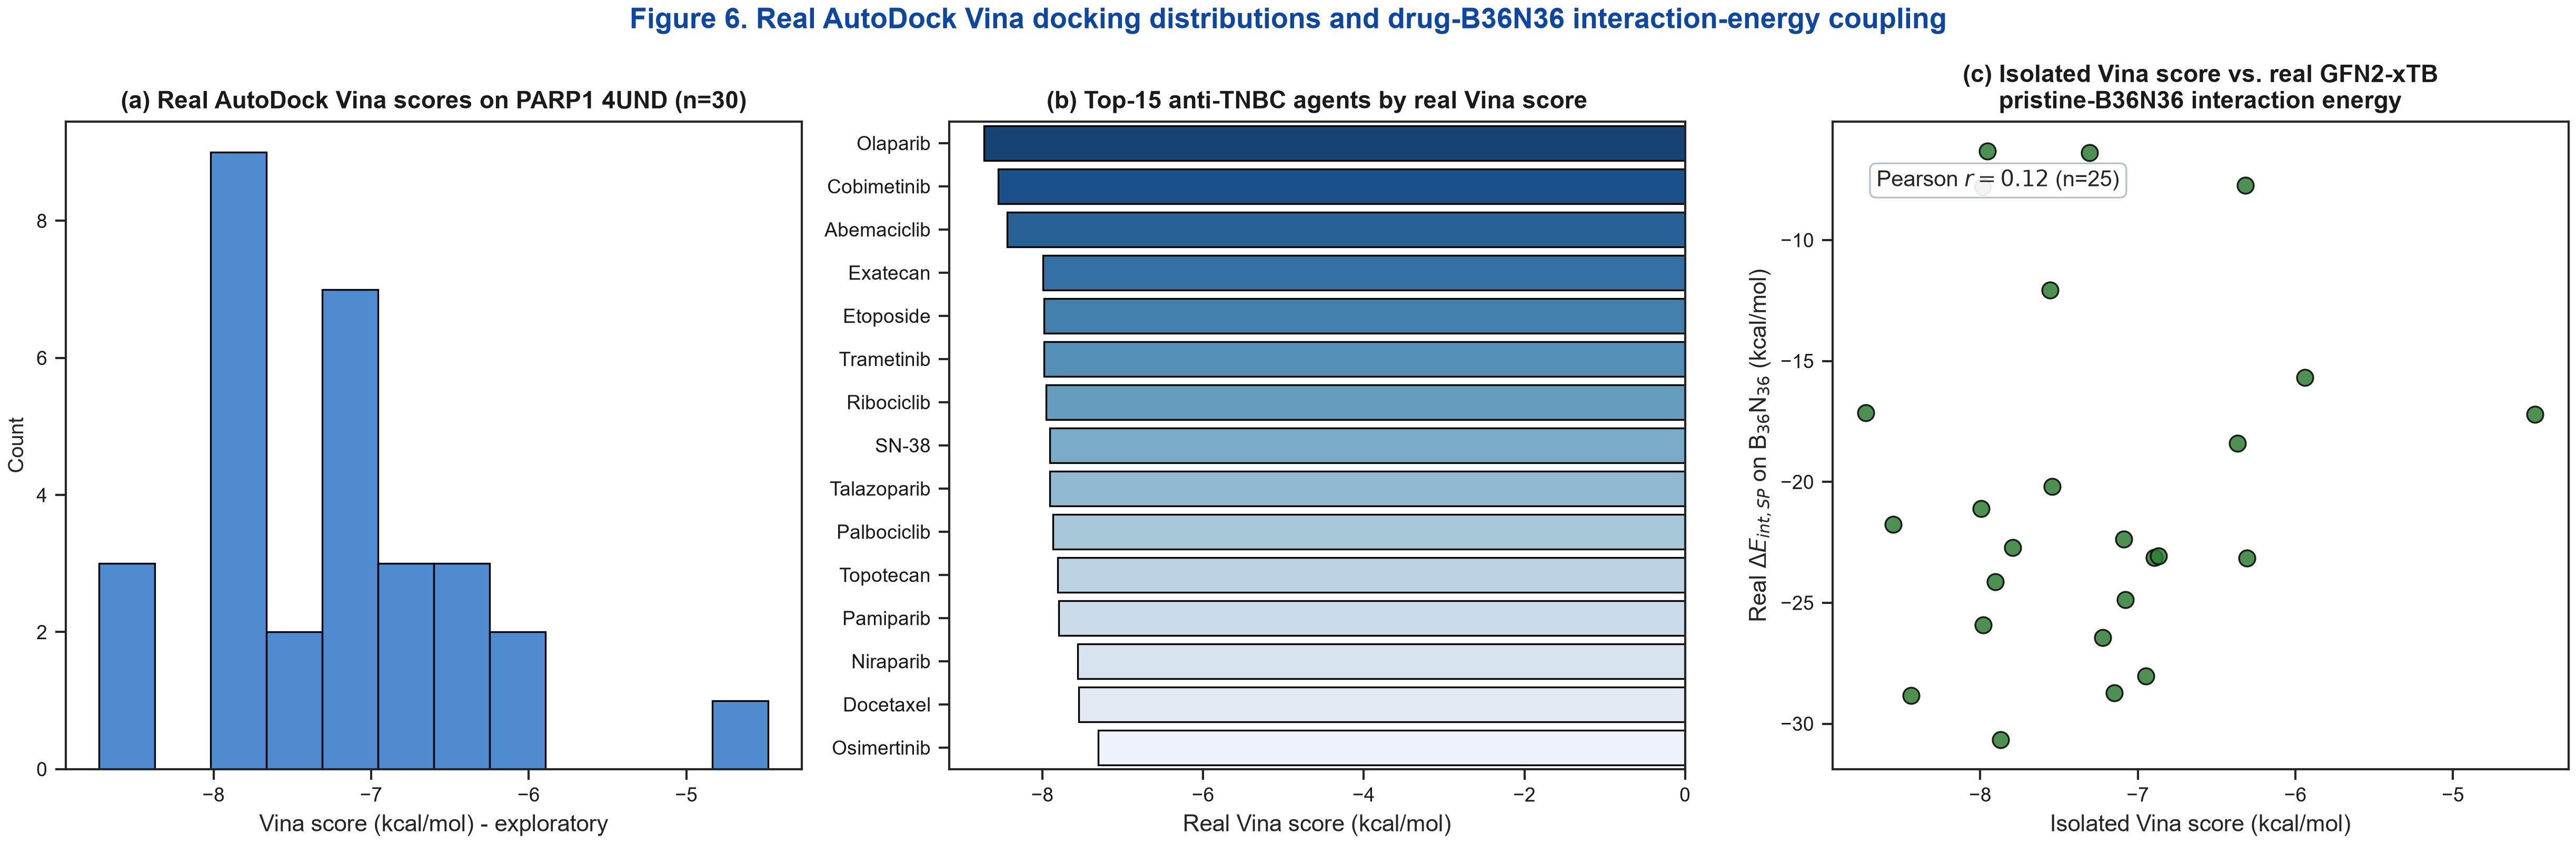 Figure 6. Real AutoDock Vina docking distributions and drug-B36N36 interaction-energy coupling
(a) Real AutoDock Vina scores on PARP1 4UND (n=30)
Count
8
6
4
2
0
−8
−7
−6
−5
Vina score (kcal/mol) - exploratory
(b) Top-15 anti-TNBC agents by real Vina score
Olaparib
Cobimetinib
Abemaciclib
Exatecan
Etoposide
Trametinib
Ribociclib
SN-38
Talazoparib
Palbociclib
Topotecan
Pamiparib
Niraparib
Docetaxel
Osimertinib
−8
−6
−4
−2
0
Real Vina score (kcal/mol)
(c) Isolated Vina score vs. real GFN2-xTB
pristine-B36N36 interaction energy
Pearson r = 0.12 (n=25)
Real ΔE_{int, SP} on B₃₆N₃₆ (kcal/mol)
−10
−15
−20
−25
−30
−8
−7
−6
−5
Isolated Vina score (kcal/mol)